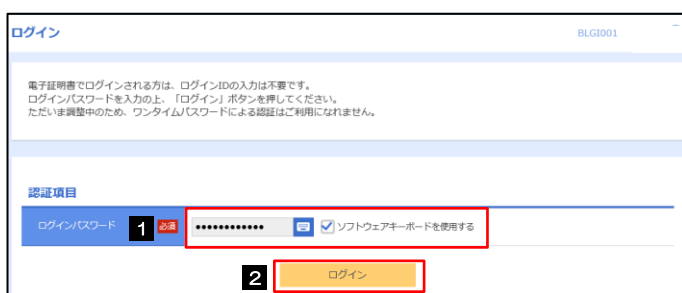 ログイン
BLGI001
電子証明書でログインされる方は、ログインIDの入力は不要です。
ログインパスワードを入力の上、「ログイン」ボタンを押してください。
ただいま調整中のため、ワンタイムパスワードによる認証はご利用になれません。
認証項目
ログインパスワード 1 必須 •••••••••••• ソフトウェアキーボードを使用する
2 ログイン